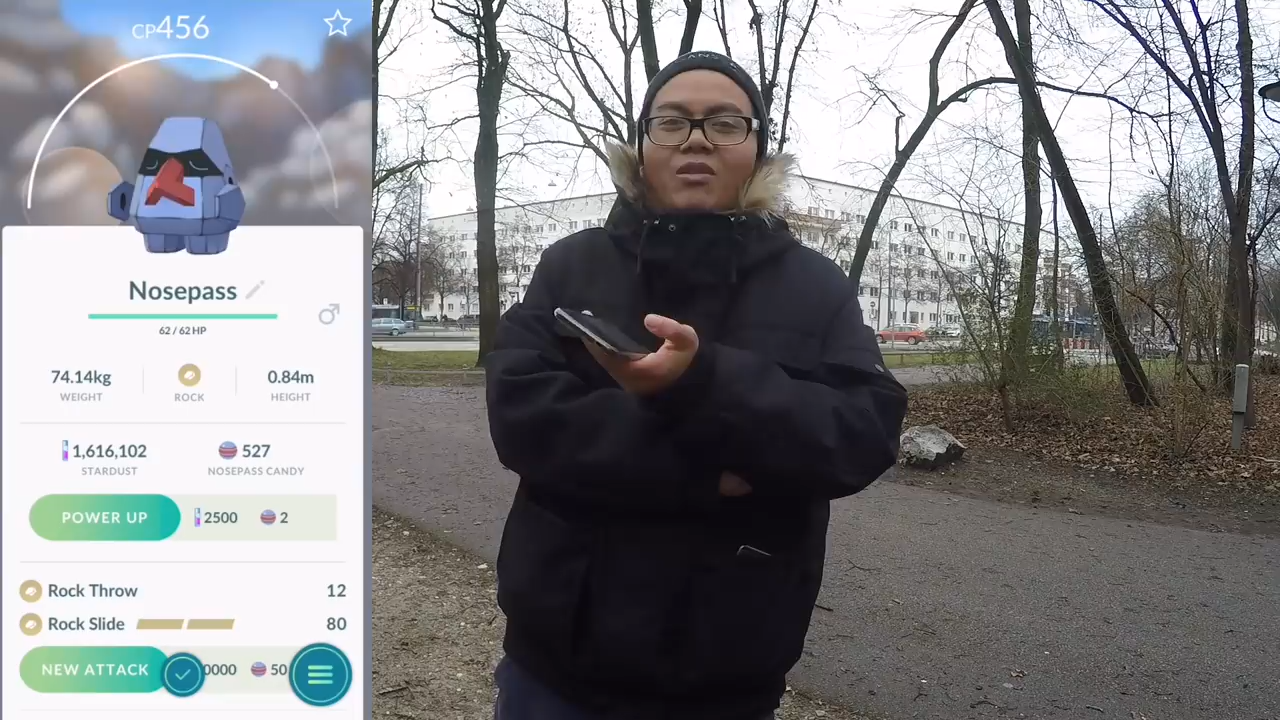 CP456
Nosepass
62 / 62 HP
74.14kg
WEIGHT
ROCK
0.84m
HEIGHT
1,616,102
STARDUST
527
NOSEPASS CANDY
POWER UP 2500 2
Rock Throw 12
Rock Slide 80
NEW ATTACK 0000 50